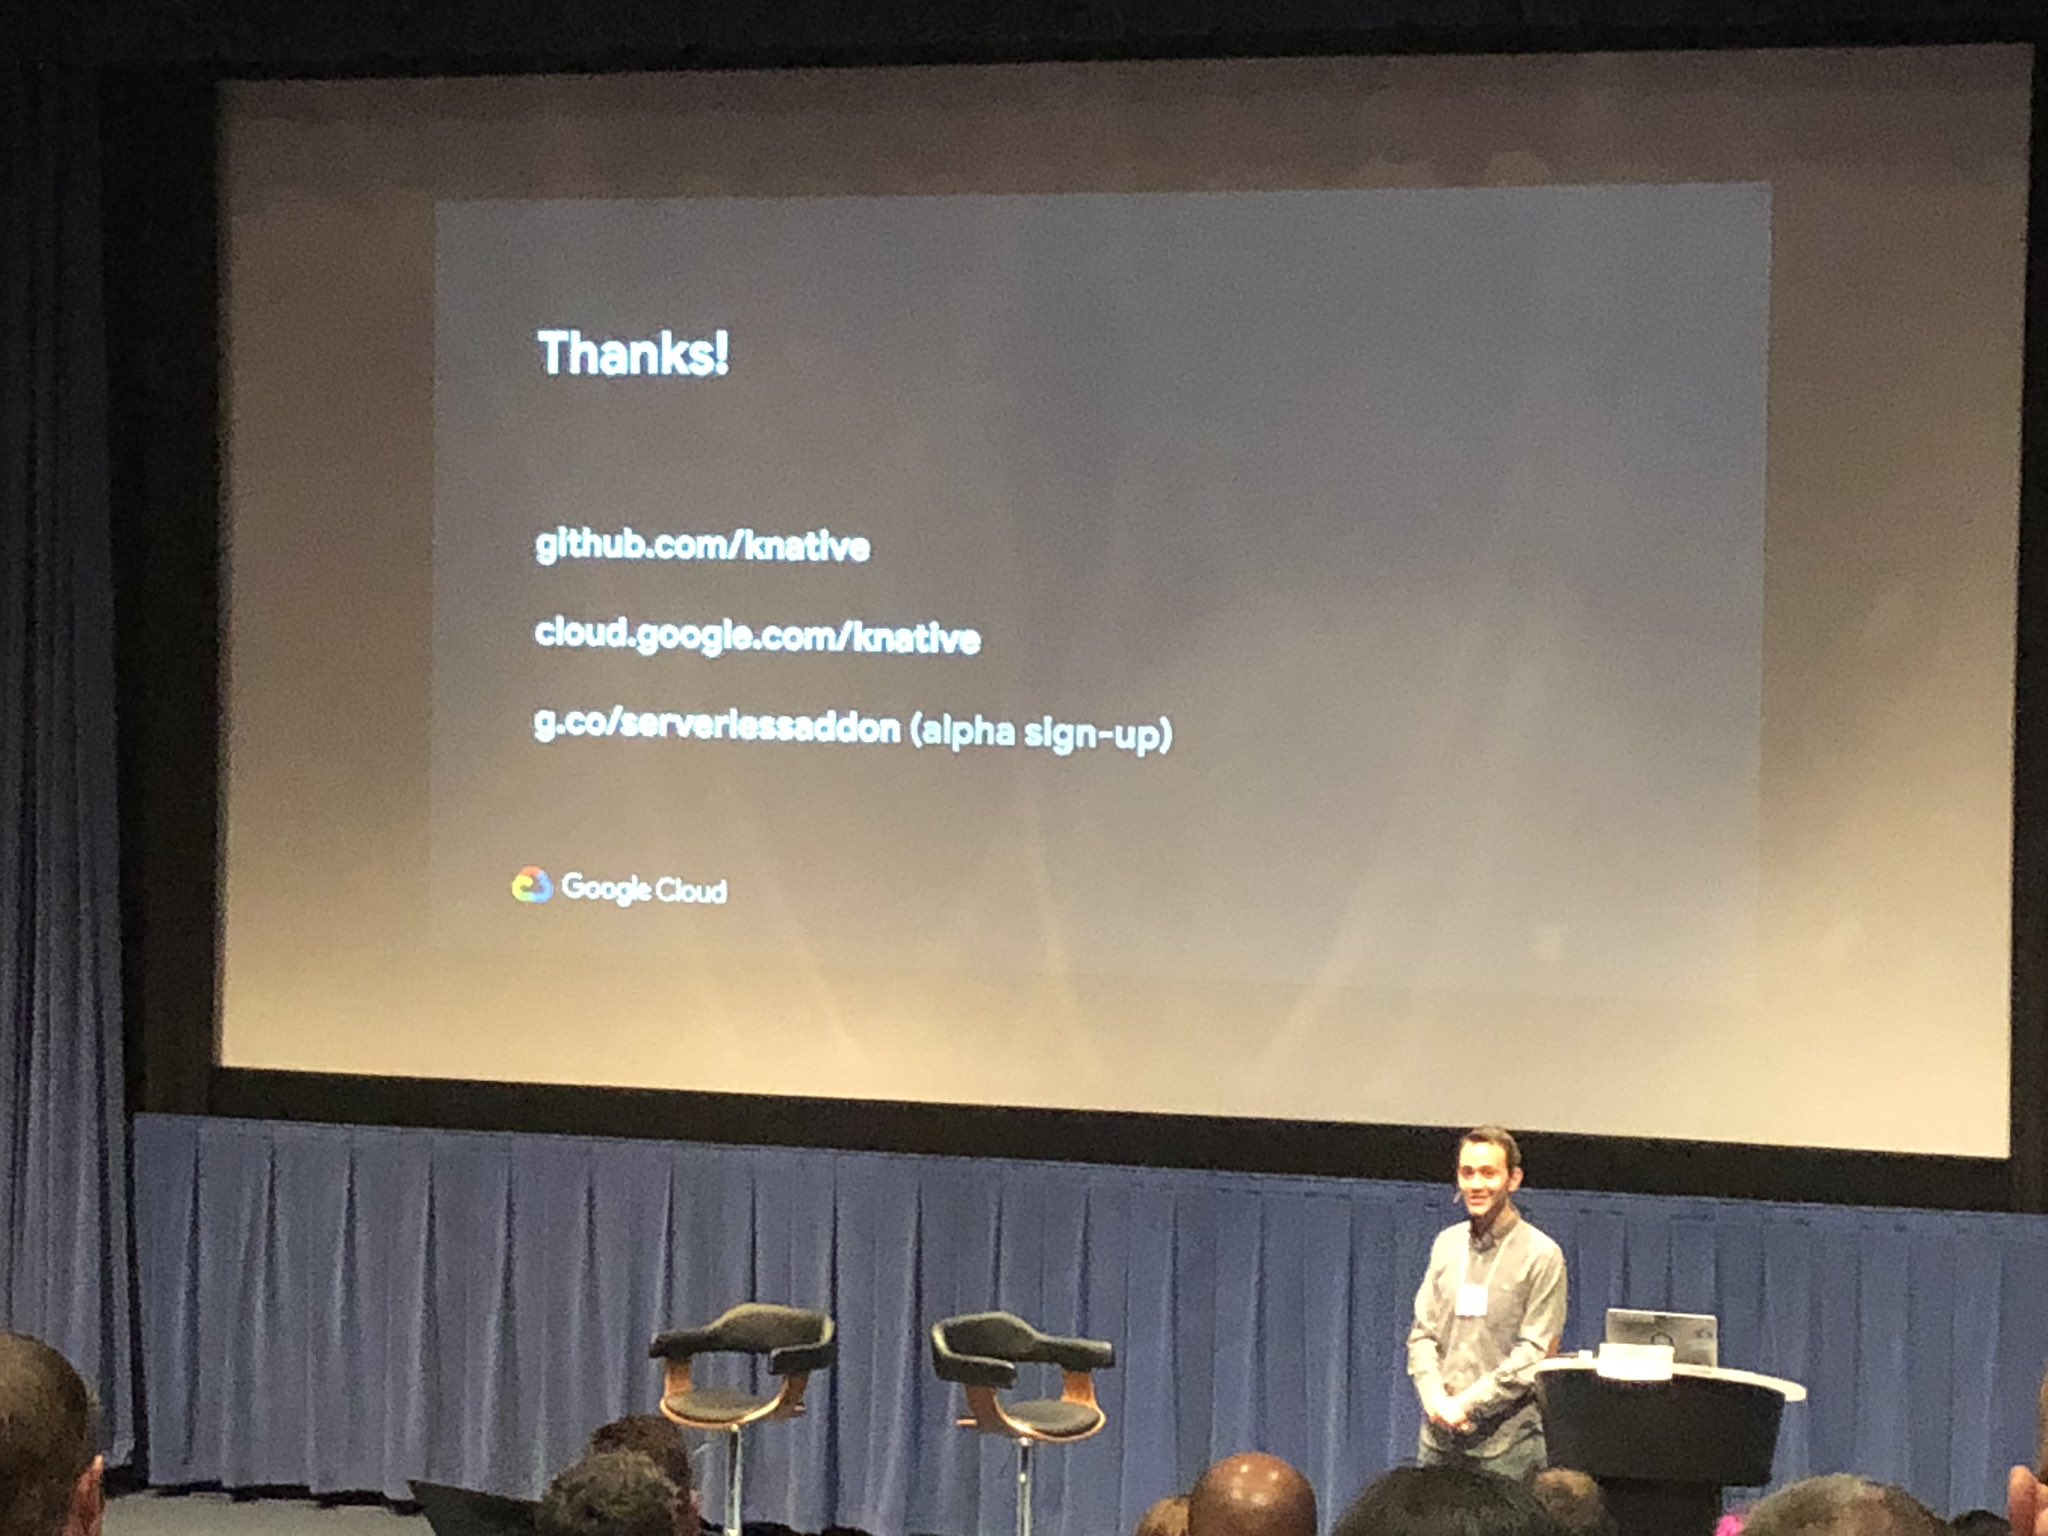 Thanks!
github.com/knative
cloud.google.com/knative
g.co/serverlessaddon (alpha sign-up)
Google Cloud